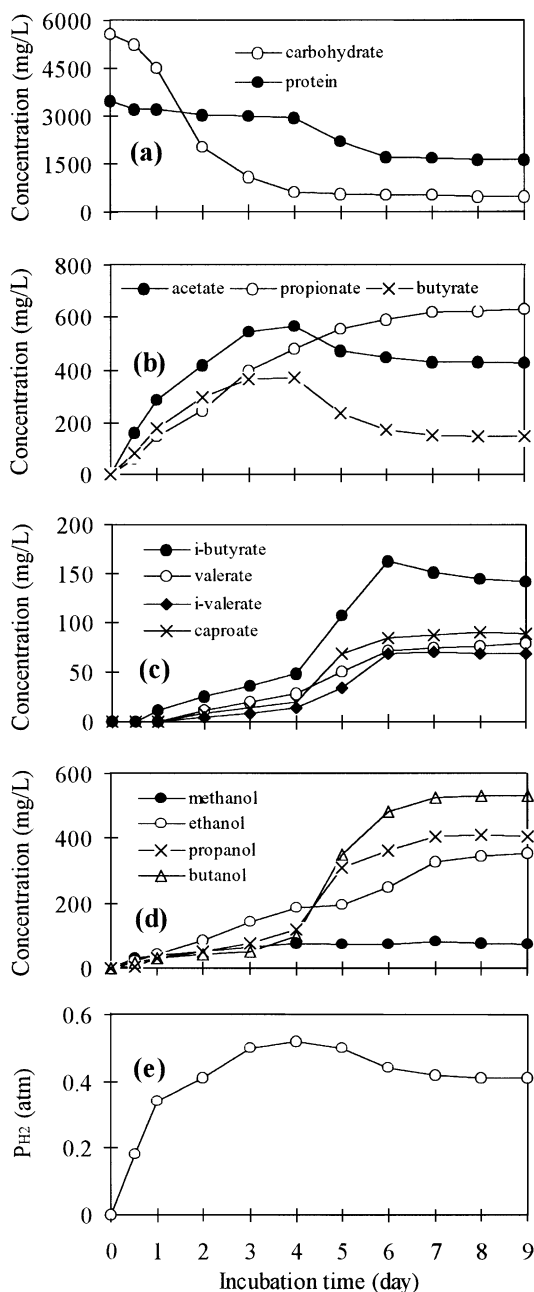 6000
4500
3000
1500
0
Concentration (mg/L)
carbohydrate
protein
(a)
800
600
400
200
0
Concentration (mg/L)
acetate propionate butyrate
(b)
200
150
100
50
0
Concentration (mg/L)
i-butyrate
valerate
i-valerate
caproate
(c)
600
400
200
0
Concentration (mg/L)
methanol
ethanol
propanol
butanol
(d)
0.6
0.4
0.2
0
PH2 (atm)
(e)
0 1 2 3 4 5 6 7 8 9
Incubation time (day)